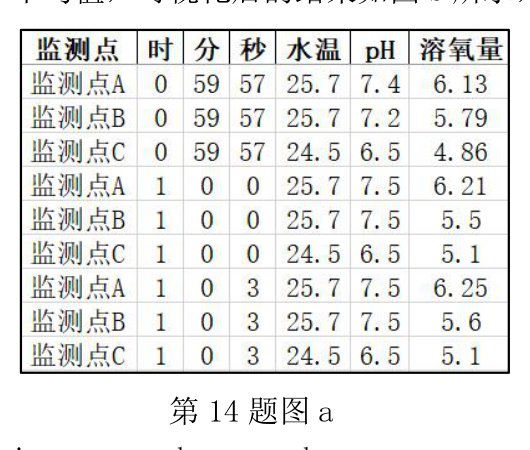 监测点 时 分 秒 水温 pH 溶氧量
监测点A 0 59 57 25.7 7.4 6.13
监测点B 0 59 57 25.7 7.2 5.79
监测点C 0 59 57 24.5 6.5 4.86
监测点A 1 0 0 25.7 7.5 6.21
监测点B 1 0 0 25.7 7.5 5.5
监测点C 1 0 0 24.5 6.5 5.1
监测点A 1 0 3 25.7 7.5 6.25
监测点B 1 0 3 25.7 7.5 5.6
监测点C 1 0 3 24.5 6.5 5.1
第 14 题图 a